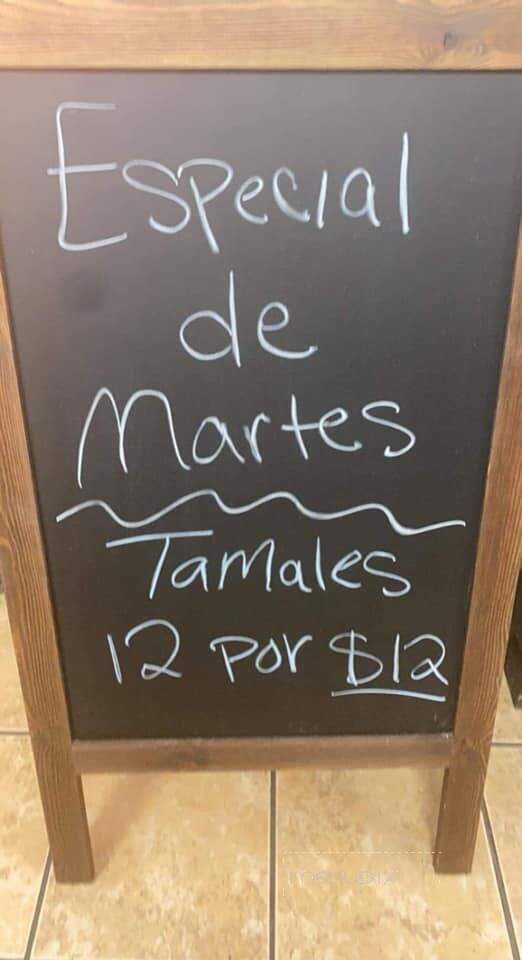 Especial
de
Martes
Tamales
12 por $12